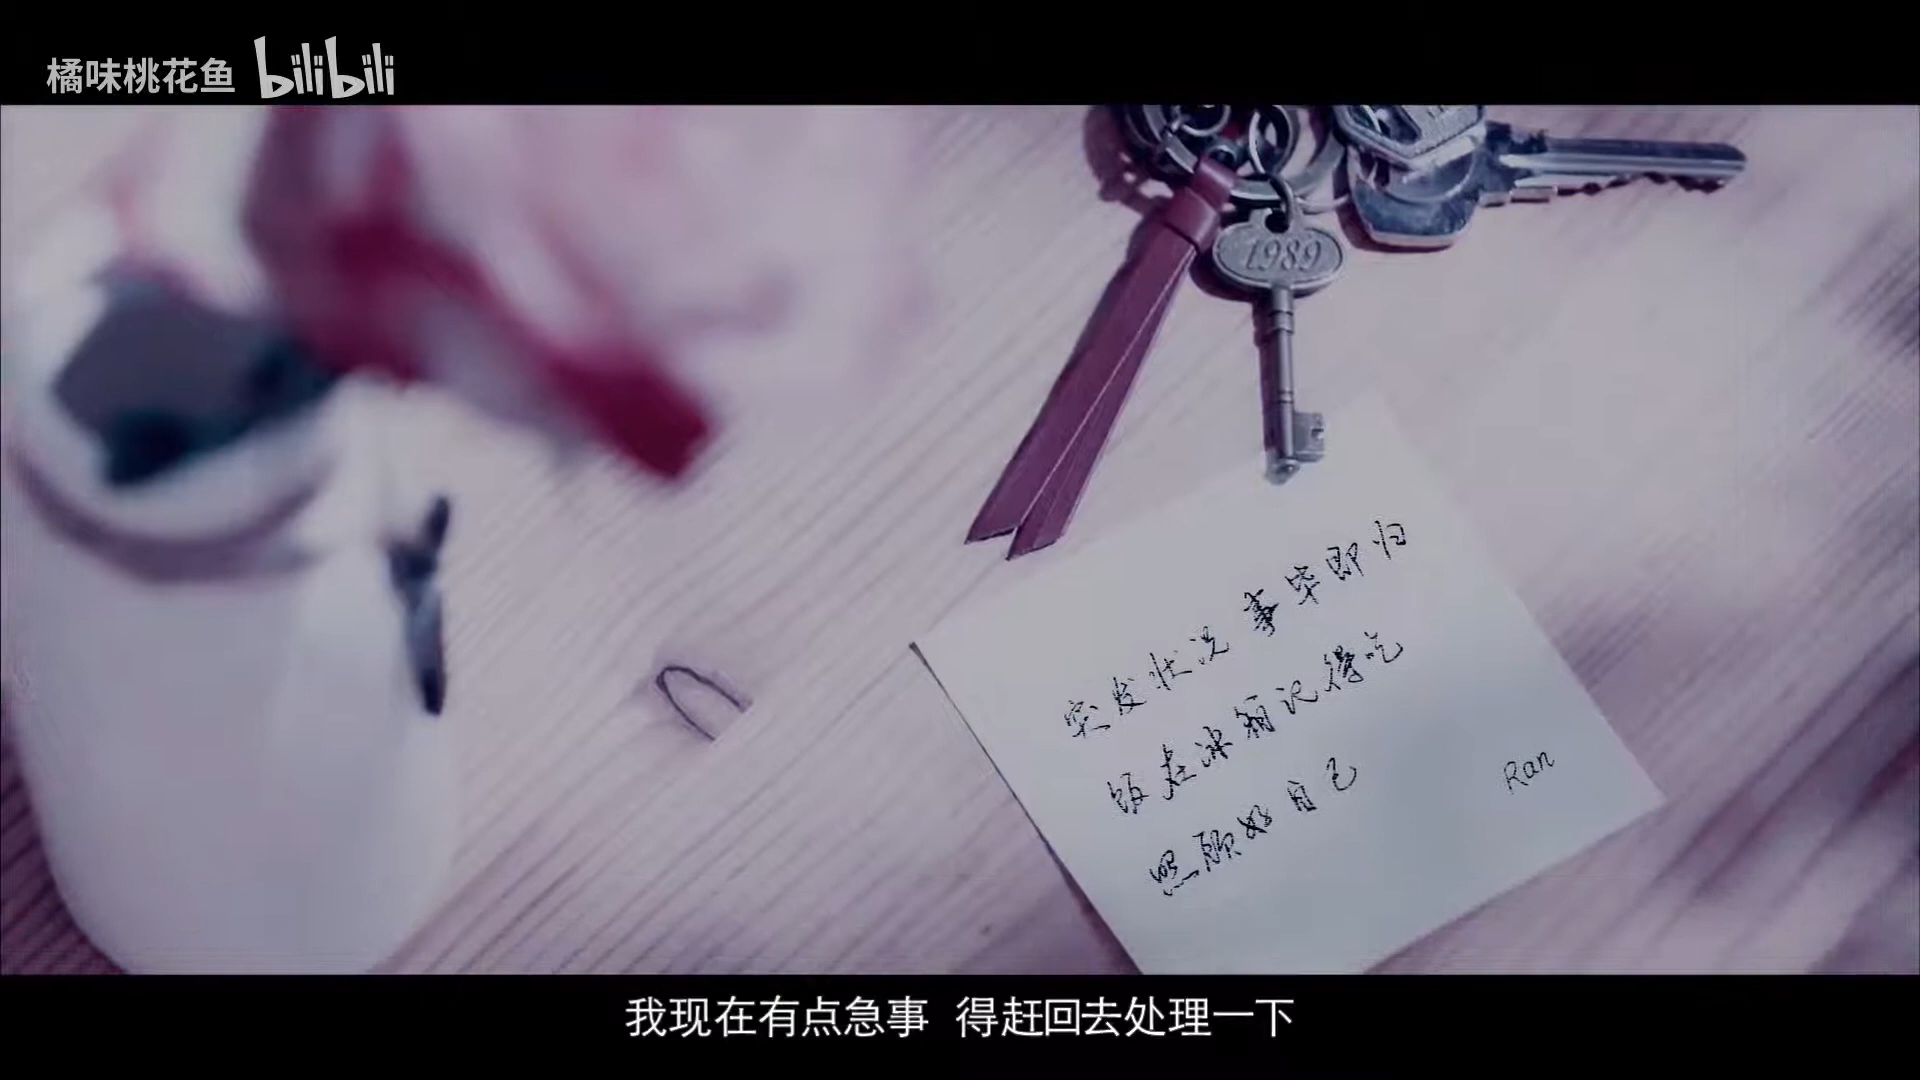 橘味桃花鱼 bilibili
1989
突发状况 事毕即归
饭在冰箱记得吃
照顾好自己
Ran
我现在有点急事 得赶回去处理一下